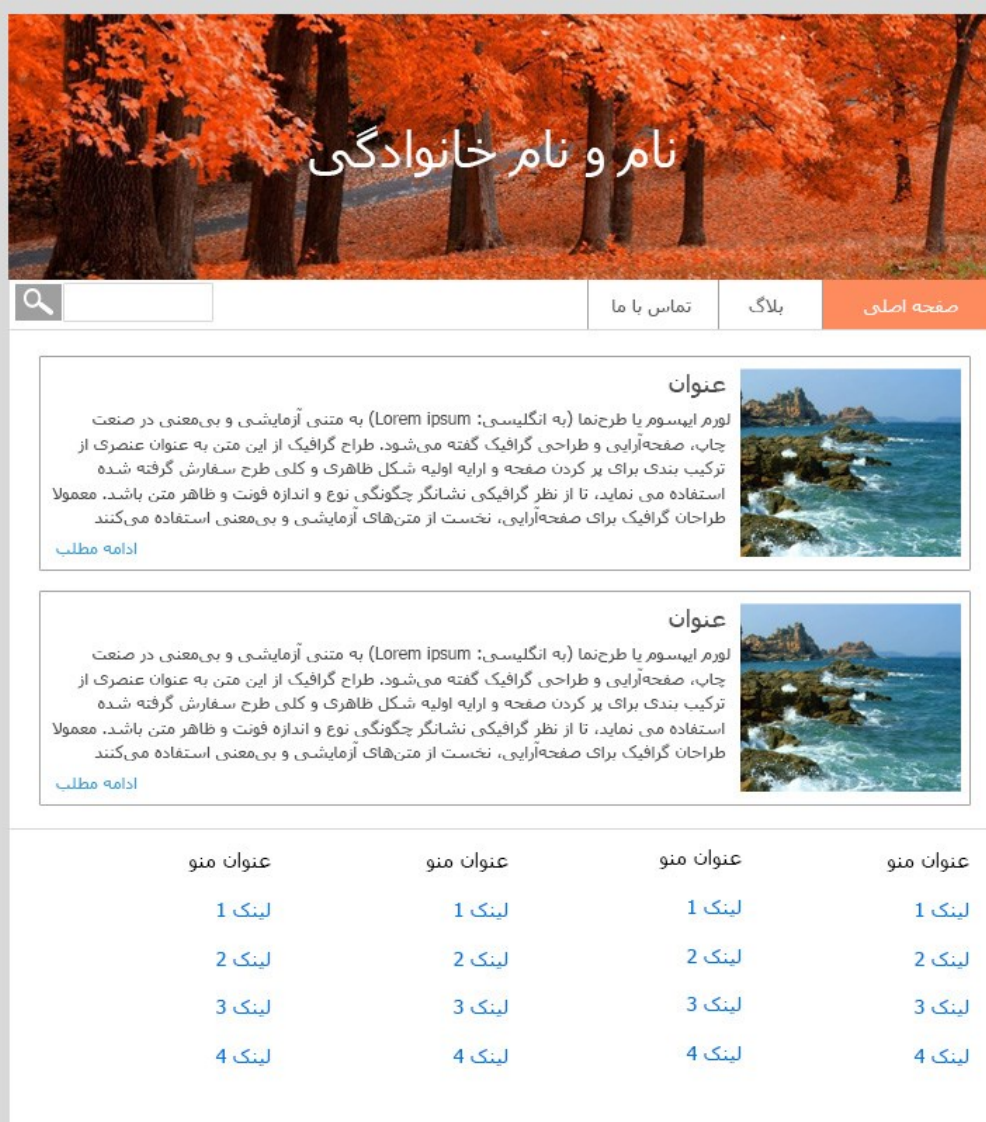 نام و نام خانوادگی
صفحه اصلی
بلاگ
تماس با ما
عنوان
لورم ایپسوم یا طرح‌نما (به انگلیسی: Lorem ipsum) به متنی آزمایشی و بی‌معنی در صنعت
چاپ، صفحه‌آرایی و طراحی گرافیک گفته می‌شود. طراح گرافیک از این متن به عنوان عنصری از
ترکیب بندی برای پر کردن صفحه و ارایه اولیه شکل ظاهری و کلی طرح سفارش گرفته شده
استفاده می نماید، تا از نظر گرافیکی نشانگر چگونگی نوع و اندازه فونت و ظاهر متن باشد. معمولا
طراحان گرافیک برای صفحه‌آرایی، نخست از متن‌های آزمایشی و بی‌معنی استفاده می‌کنند
ادامه مطلب
عنوان
لورم ایپسوم یا طرح‌نما (به انگلیسی: Lorem ipsum) به متنی آزمایشی و بی‌معنی در صنعت
چاپ، صفحه‌آرایی و طراحی گرافیک گفته می‌شود. طراح گرافیک از این متن به عنوان عنصری از
ترکیب بندی برای پر کردن صفحه و ارایه اولیه شکل ظاهری و کلی طرح سفارش گرفته شده
استفاده می نماید، تا از نظر گرافیکی نشانگر چگونگی نوع و اندازه فونت و ظاهر متن باشد. معمولا
طراحان گرافیک برای صفحه‌آرایی، نخست از متن‌های آزمایشی و بی‌معنی استفاده می‌کنند
ادامه مطلب
عنوان منو
لینک 1
لینک 2
لینک 3
لینک 4
عنوان منو
لینک 1
لینک 2
لینک 3
لینک 4
عنوان منو
لینک 1
لینک 2
لینک 3
لینک 4
عنوان منو
لینک 1
لینک 2
لینک 3
لینک 4